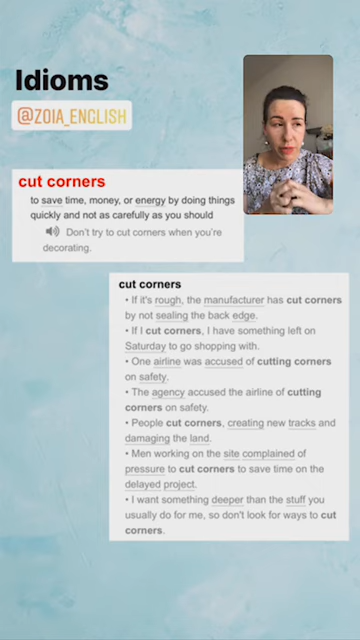 Idioms
@ZOIA_ENGLISH
cut corners
to save time, money, or energy by doing things
quickly and not as carefully as you should
Don't try to cut corners when you're
decorating.
cut corners
• If it's rough, the manufacturer has cut corners
by not sealing the back edge.
• If I cut corners, I have something left on
Saturday to go shopping with.
• One airline was accused of cutting corners
on safety.
• The agency accused the airline of cutting
corners on safety.
• People cut corners, creating new tracks and
damaging the land.
• Men working on the site complained of
pressure to cut corners to save time on the
delayed project.
• I want something deeper than the stuff you
usually do for me, so don't look for ways to cut
corners.